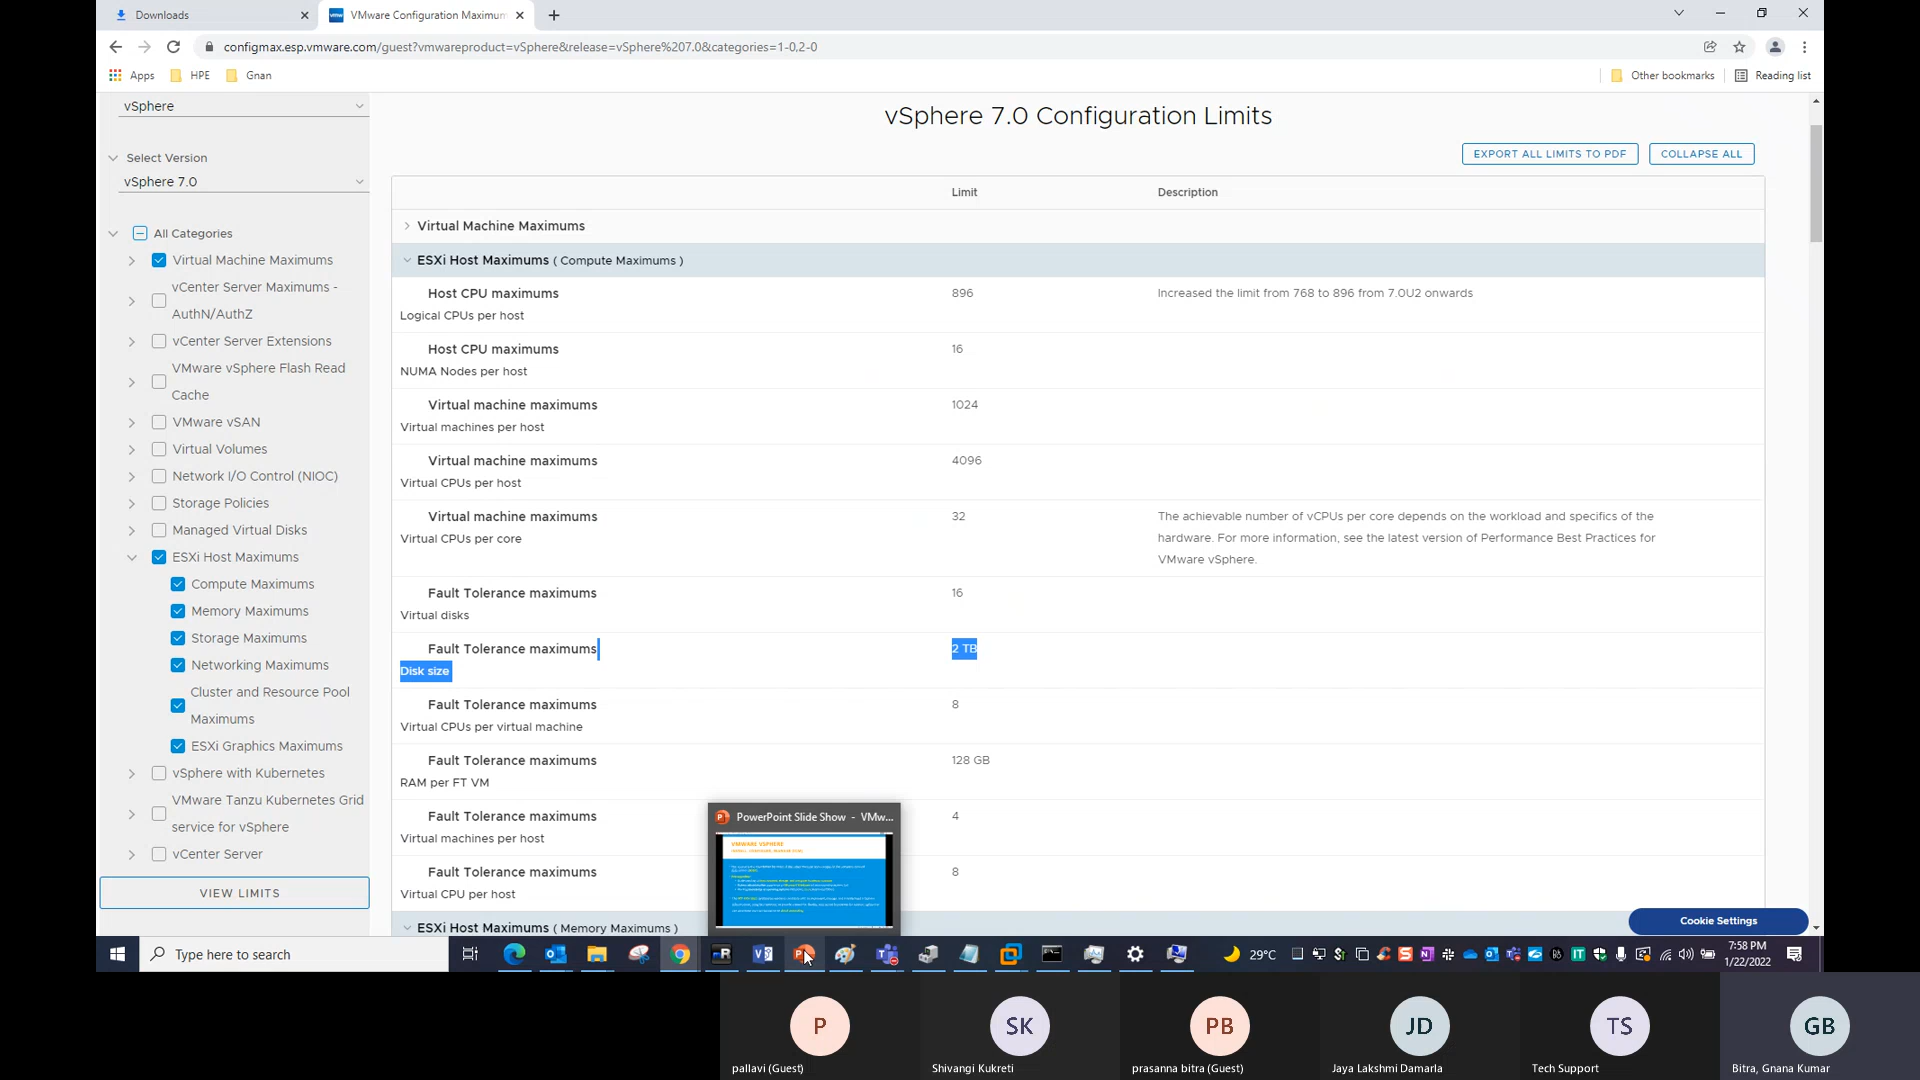 Downloads
VMware Configuration Maximum
configmax.esp.vmware.com/guest?vmwareproduct=vSphere&release=vSphere%207.0&categories=1-0,2-0
Apps
HPE
Gnan
Other bookmarks
Reading list
vSphere
Select Version
vSphere 7.0
All Categories
Virtual Machine Maximums
vCenter Server Maximums -
AuthN/AuthZ
vCenter Server Extensions
VMware vSphere Flash Read
Cache
VMware vSAN
Virtual Volumes
Network I/O Control (NIOC)
Storage Policies
Managed Virtual Disks
ESXi Host Maximums
Compute Maximums
Memory Maximums
Storage Maximums
Networking Maximums
Cluster and Resource Pool
Maximums
ESXi Graphics Maximums
vSphere with Kubernetes
VMware Tanzu Kubernetes Grid
service for vSphere
vCenter Server
VIEW LIMITS
vSphere 7.0 Configuration Limits
EXPORT ALL LIMITS TO PDF
COLLAPSE ALL
Limit Description
Virtual Machine Maximums
ESXi Host Maximums ( Compute Maximums )
Host CPU maximums 896 Increased the limit from 768 to 896 from 7.0U2 onwards
Logical CPUs per host
Host CPU maximums 16
NUMA Nodes per host
Virtual machine maximums 1024
Virtual machines per host
Virtual machine maximums 4096
Virtual CPUs per host
Virtual machine maximums 32 The achievable number of vCPUs per core depends on the workload and specifics of the
Virtual CPUs per core hardware. For more information, see the latest version of Performance Best Practices for
VMware vSphere.
Fault Tolerance maximums 16
Virtual disks
Fault Tolerance maximums 2 TB
Disk size
Fault Tolerance maximums 8
Virtual CPUs per virtual machine
Fault Tolerance maximums 128 GB
RAM per FT VM
Fault Tolerance maximums 4
Virtual machines per host
Fault Tolerance maximums 8
Virtual CPU per host
ESXi Host Maximums ( Memory Maximums )
PowerPoint Slide Show - VMw...
VMWARE VSPHERE
Cookie Settings
Type here to search
29°C
7:58 PM
1/22/2022
P
SK
PB
JD
TS
GB
pallavi (Guest)
Shivangi Kukreti
prasanna bitra (Guest)
Jaya Lakshmi Damarla
Tech Support
Bitra, Gnana Kumar